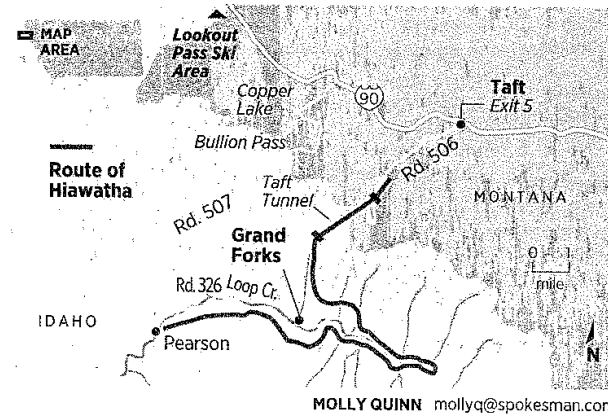 MAP
AREA
Lookout
Pass Ski
Area
Copper
Lake
90
Taft
Exit 5
Bullion Pass
Rd. 506
Route of
Hiawatha
Taft
Tunnel
MONTANA
Rd. 507
Grand
Forks
0 1
mile
Rd. 326 Loop Cr.
IDAHO
Pearson
N
MOLLY QUINN mollyq@spokesman.com